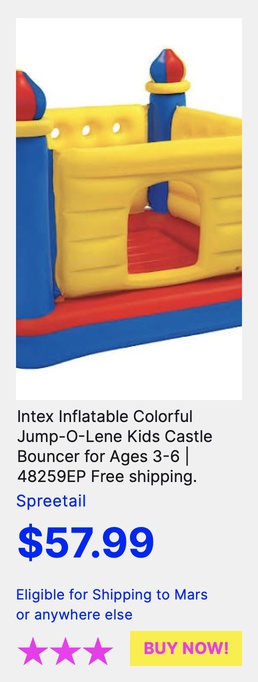 Intex Inflatable Colorful
Jump-O-Lene Kids Castle
Bouncer for Ages 3-6 |
48259EP Free shipping.
Spreetail
$57.99
Eligible for Shipping to Mars
or anywhere else
BUY NOW!